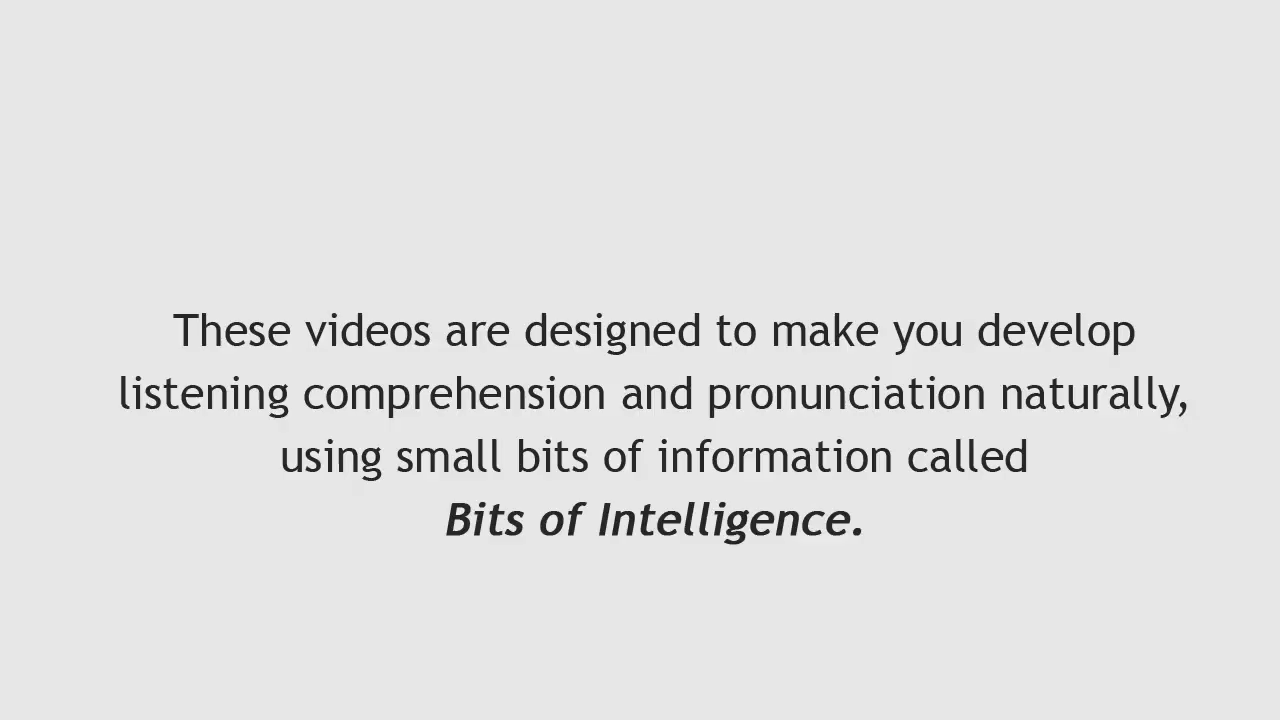 These videos are designed to make you develop
listening comprehension and pronunciation naturally,
using small bits of information called
Bits of Intelligence.